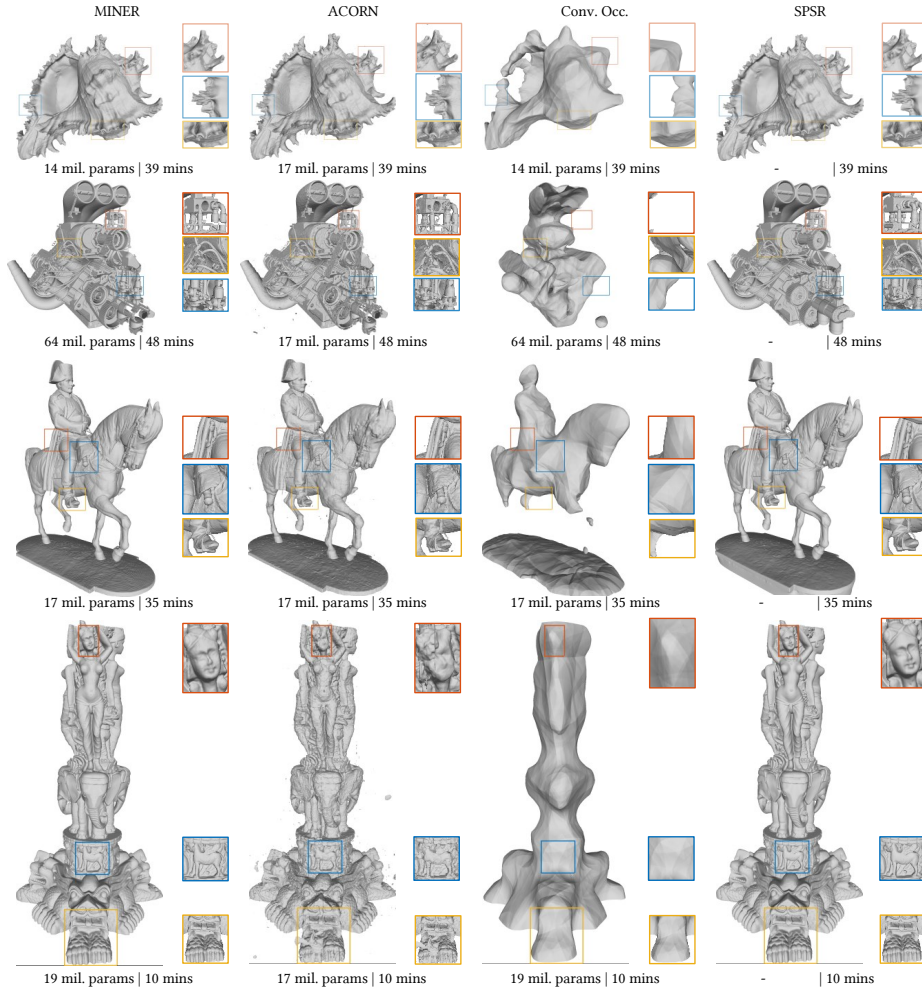 MINER ACORN Conv. Occ. SPSR
14 mil. params | 39 mins 17 mil. params | 39 mins 14 mil. params | 39 mins - | 39 mins
64 mil. params | 48 mins 17 mil. params | 48 mins 64 mil. params | 48 mins - | 48 mins
17 mil. params | 35 mins 17 mil. params | 35 mins 17 mil. params | 35 mins - | 35 mins
19 mil. params | 10 mins 17 mil. params | 10 mins 19 mil. params | 10 mins - | 10 mins